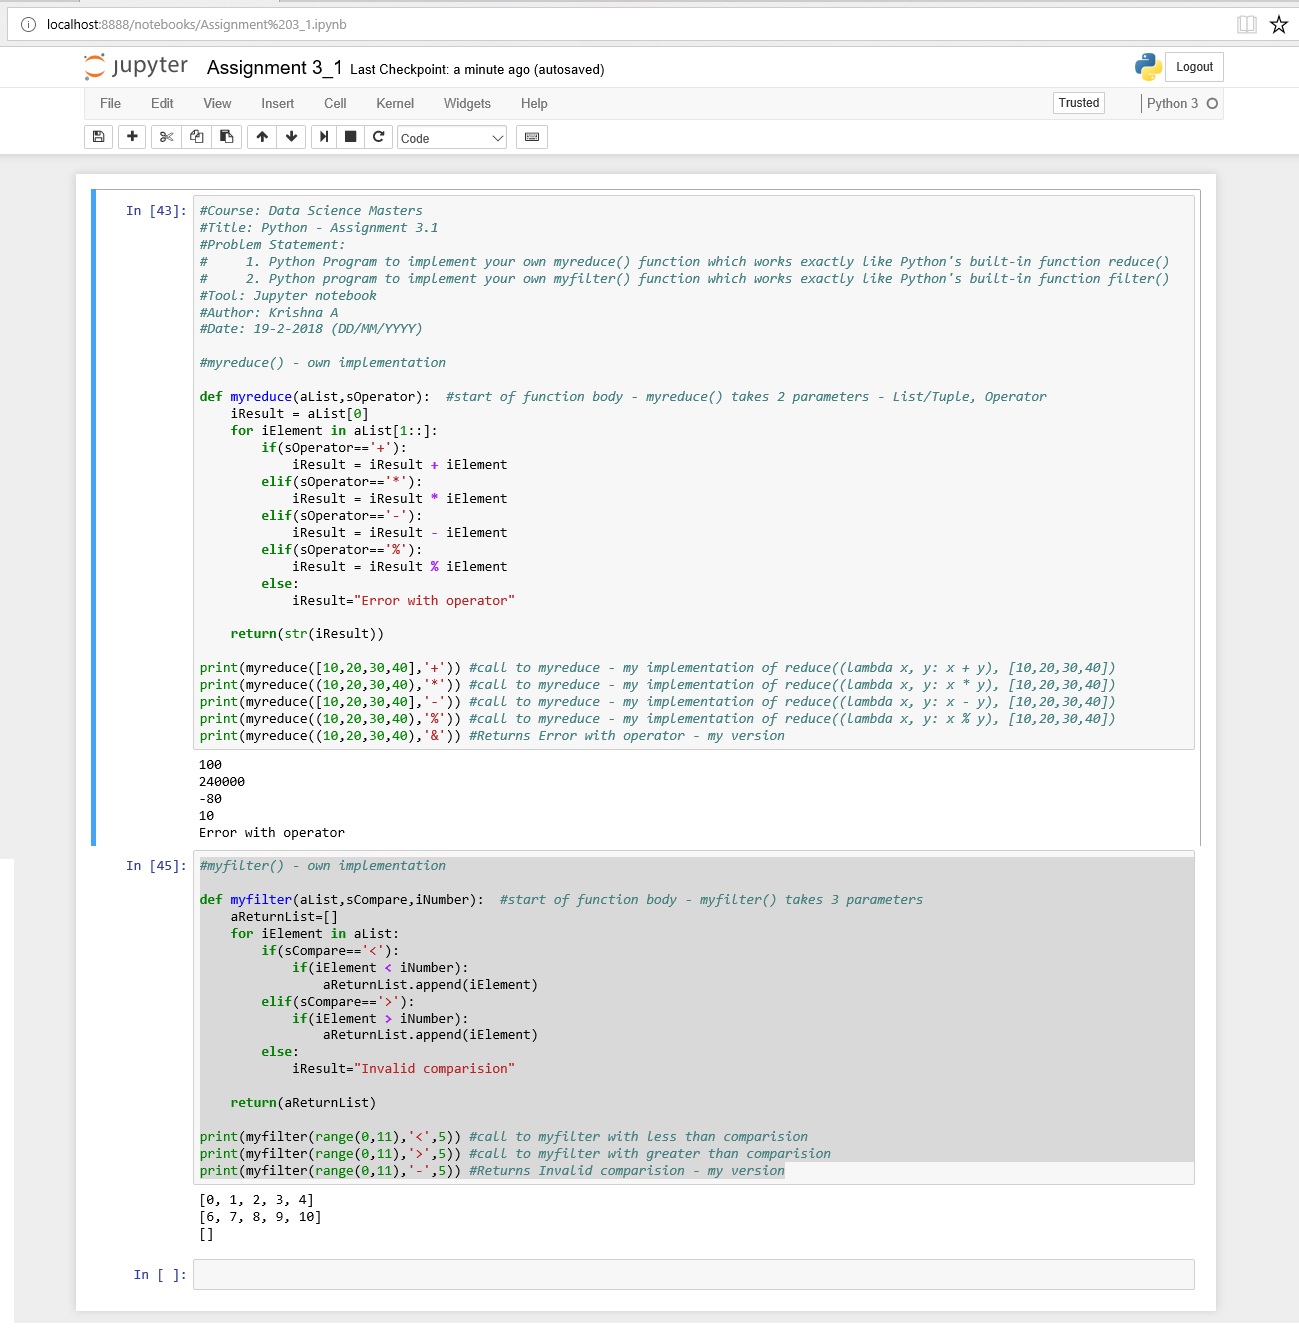 localhost:8888/notebooks/Assignment%203_1.ipynb
jupyter Assignment 3_1 Last Checkpoint: a minute ago (autosaved) Logout
File Edit View Insert Cell Kernel Widgets Help Trusted Python 3
Code
In [43]: #Course: Data Science Masters
#Title: Python - Assignment 3.1
#Problem Statement:
#     1. Python Program to implement your own myreduce() function which works exactly like Python's built-in function reduce()
#     2. Python program to implement your own myfilter() function which works exactly like Python's built-in function filter()
#Tool: Jupyter notebook
#Author: Krishna A
#Date: 19-2-2018 (DD/MM/YYYY)
#myreduce() - own implementation
def myreduce(aList,sOperator):  #start of function body - myreduce() takes 2 parameters - List/Tuple, Operator
    iResult = aList[0]
    for iElement in aList[1::]:
        if(sOperator=='+'):
            iResult = iResult + iElement
        elif(sOperator=='*'):
            iResult = iResult * iElement
        elif(sOperator=='-'):
            iResult = iResult - iElement
        elif(sOperator=='%'):
            iResult = iResult % iElement
        else:
            iResult="Error with operator"
    return(str(iResult))
print(myreduce([10,20,30,40],'+')) #call to myreduce - my implementation of reduce((lambda x, y: x + y), [10,20,30,40])
print(myreduce((10,20,30,40),'*')) #call to myreduce - my implementation of reduce((lambda x, y: x * y), [10,20,30,40])
print(myreduce([10,20,30,40],'-')) #call to myreduce - my implementation of reduce((lambda x, y: x - y), [10,20,30,40])
print(myreduce((10,20,30,40),'%')) #call to myreduce - my implementation of reduce((lambda x, y: x % y), [10,20,30,40])
print(myreduce((10,20,30,40),'&')) #Returns Error with operator - my version
100
240000
-80
10
Error with operator
In [45]: #myfilter() - own implementation
def myfilter(aList,sCompare,iNumber):  #start of function body - myfilter() takes 3 parameters
    aReturnList=[]
    for iElement in aList:
        if(sCompare=='<'):
            if(iElement < iNumber):
                aReturnList.append(iElement)
        elif(sCompare=='>'):
            if(iElement > iNumber):
                aReturnList.append(iElement)
        else:
            iResult="Invalid comparision"
    return(aReturnList)
print(myfilter(range(0,11),'<',5)) #call to myfilter with less than comparision
print(myfilter(range(0,11),'>',5)) #call to myfilter with greater than comparision
print(myfilter(range(0,11),'-',5)) #Returns Invalid comparision - my version
[0, 1, 2, 3, 4]
[6, 7, 8, 9, 10]
[]
In [ ]: